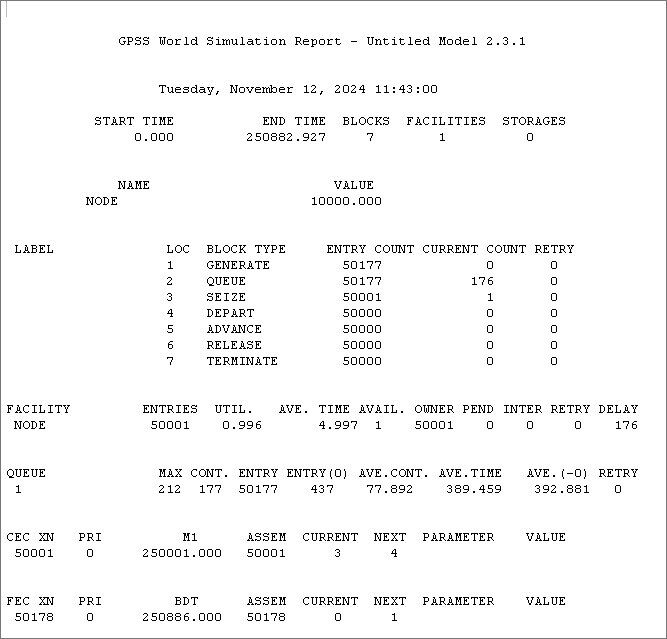 GPSS World Simulation Report - Untitled Model 2.3.1
Tuesday, November 12, 2024 11:43:00
START TIME END TIME BLOCKS FACILITIES STORAGES
0.000 250882.927 7 1 0
NAME VALUE
NODE 10000.000
LABEL LOC BLOCK TYPE ENTRY COUNT CURRENT COUNT RETRY
1 GENERATE 50177 0 0
2 QUEUE 50177 176 0
3 SEIZE 50001 1 0
4 DEPART 50000 0 0
5 ADVANCE 50000 0 0
6 RELEASE 50000 0 0
7 TERMINATE 50000 0 0
FACILITY ENTRIES UTIL. AVE. TIME AVAIL. OWNER PEND INTER RETRY DELAY
NODE 50001 0.996 4.997 1 50001 0 0 0 176
QUEUE MAX CONT. ENTRY ENTRY(0) AVE.CONT. AVE.TIME AVE.(-0) RETRY
1 212 177 50177 437 77.892 389.459 392.881 0
CEC XN PRI M1 ASSEM CURRENT NEXT PARAMETER VALUE
50001 0 250001.000 50001 3 4
FEC XN PRI BDT ASSEM CURRENT NEXT PARAMETER VALUE
50178 0 250886.000 50178 0 1